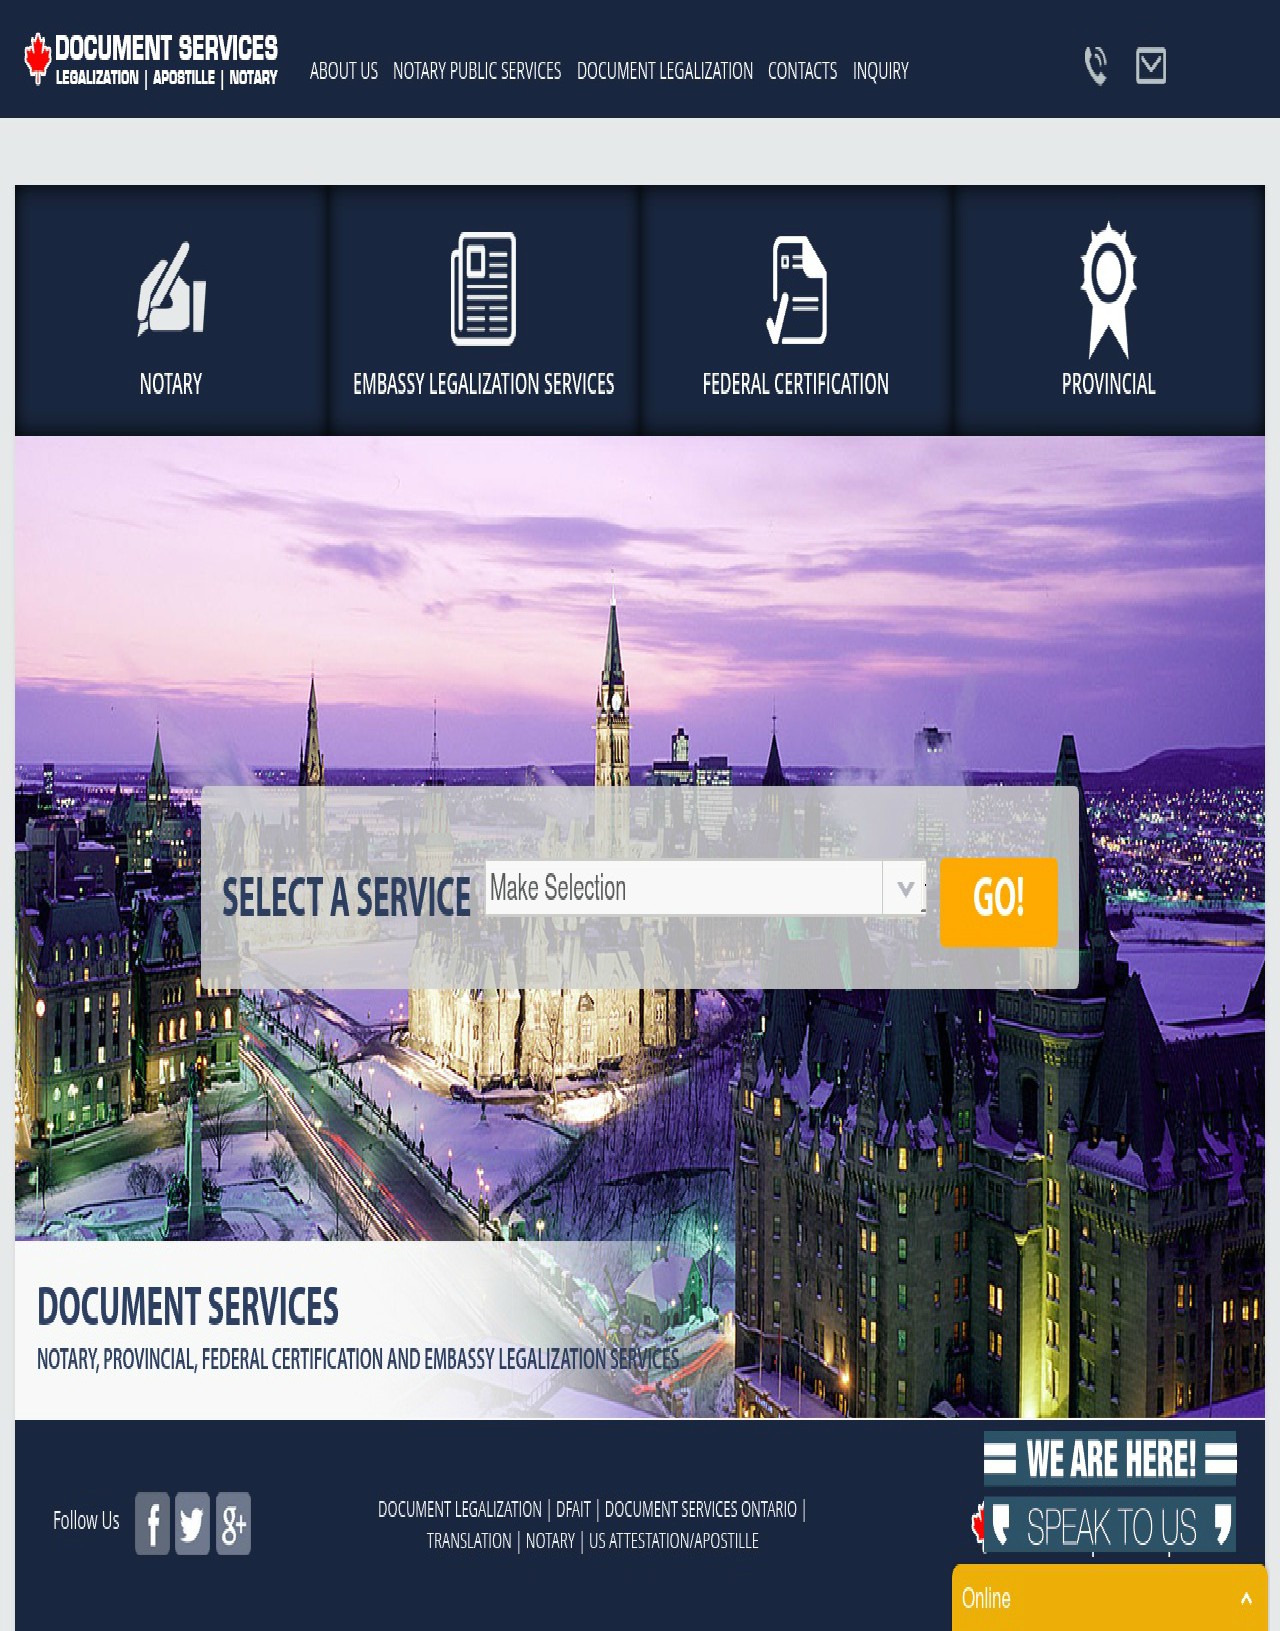 DOCUMENT SERVICES
LEGALIZATION | APOSTILLE | NOTARY
ABOUT US NOTARY PUBLIC SERVICES DOCUMENT LEGALIZATION CONTACTS INQUIRY
NOTARY EMBASSY LEGALIZATION SERVICES FEDERAL CERTIFICATION PROVINCIAL
SELECT A SERVICE Make Selection GO!
DOCUMENT SERVICES
NOTARY, PROVINCIAL, FEDERAL CERTIFICATION AND EMBASSY LEGALIZATION SERVICES
WE ARE HERE!
SPEAK TO US
Follow Us f g+
DOCUMENT LEGALIZATION | DFAIT | DOCUMENT SERVICES ONTARIO |
TRANSLATION | NOTARY | US ATTESTATION/APOSTILLE
Online